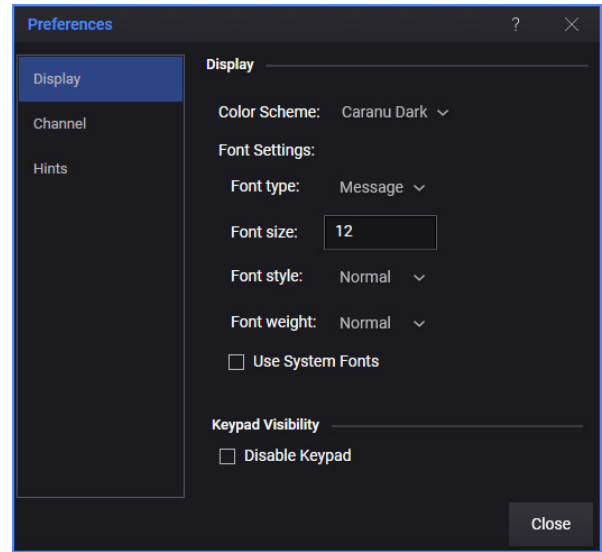 Preferences ?
Display
Channel
Hints
Display
Color Scheme: Caranu Dark
Font Settings:
Font type: Message
Font size: 12
Font style: Normal
Font weight: Normal
Use System Fonts
Keypad Visibility
Disable Keypad
Close